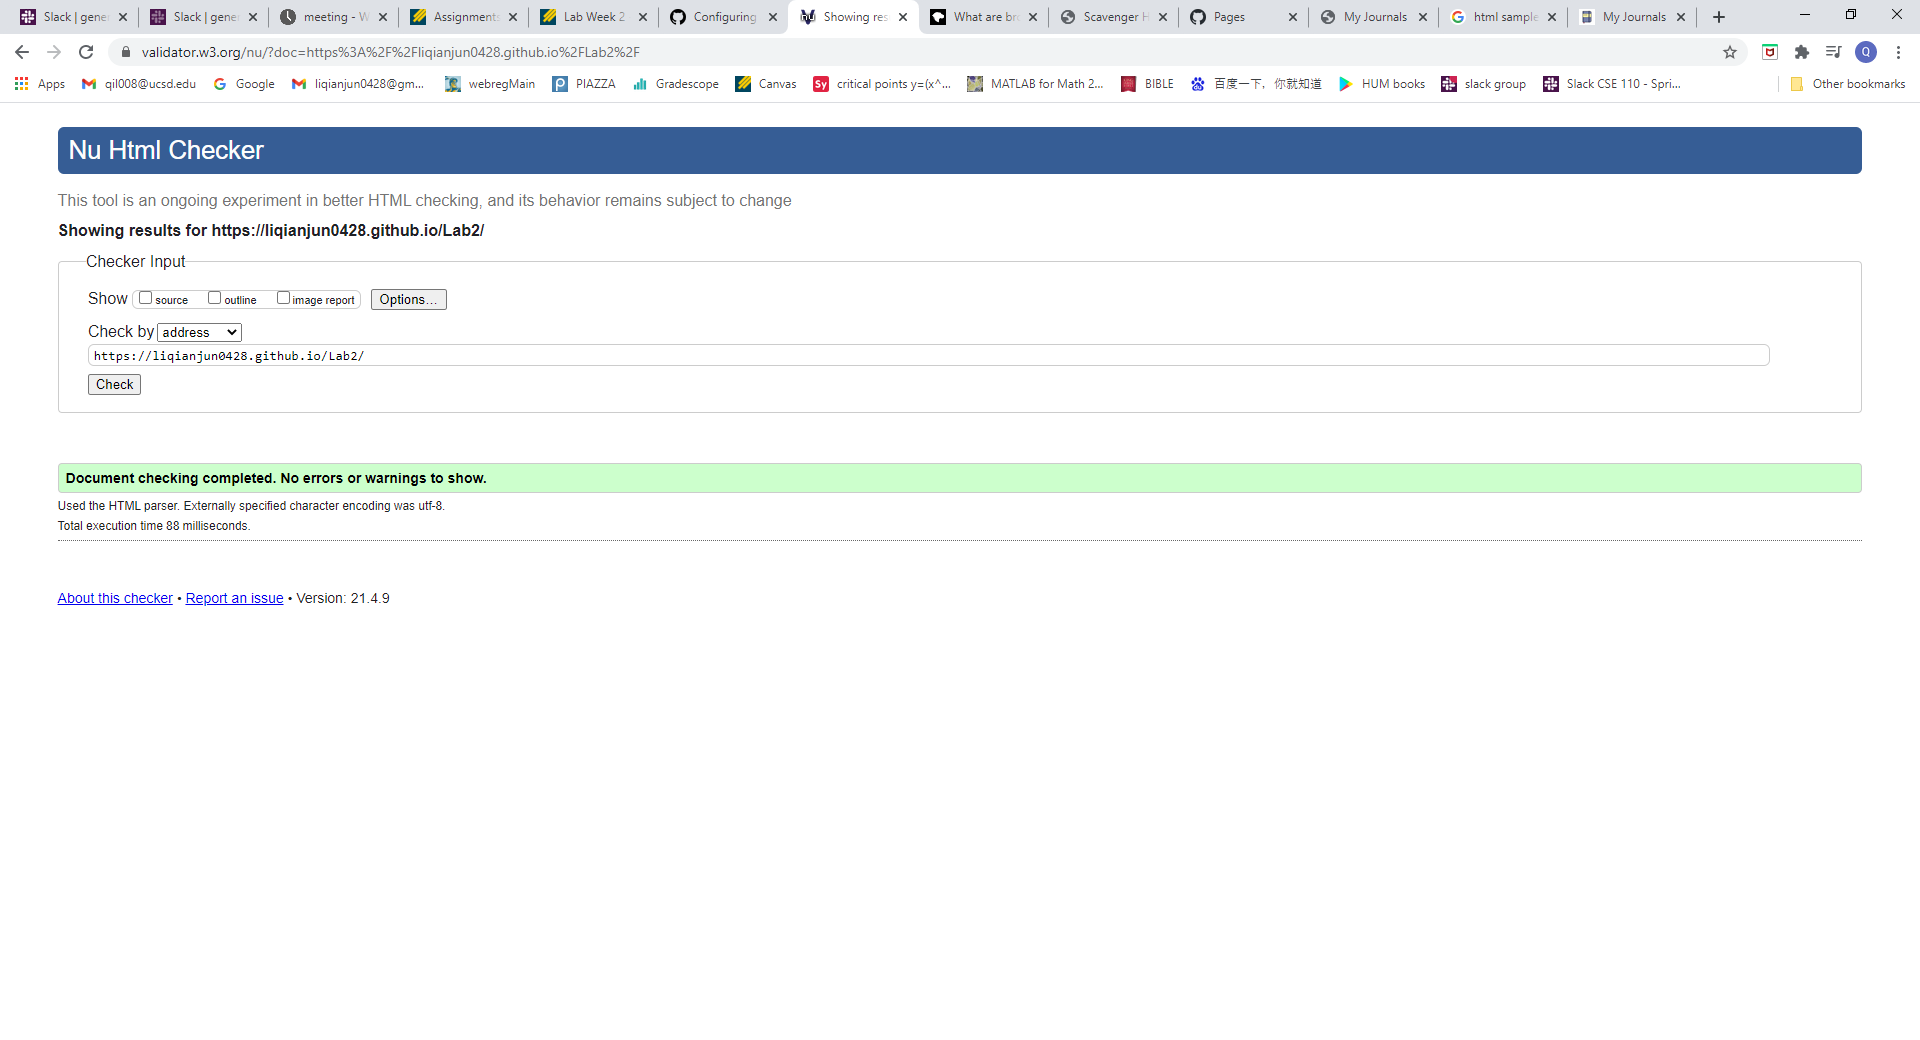 Slack | gener
Slack | gener
meeting - W
Assignments
Lab Week 2
Configuring
Showing res
What are bro
Scavenger H
Pages
My Journals
html sample
My Journals
validator.w3.org/nu/?doc=https%3A%2F%2Fliqianjun0428.github.io%2FLab2%2F
Q
Apps
qil008@ucsd.edu
Google
liqianjun0428@gm...
webregMain
PIAZZA
Gradescope
Canvas
Sy critical points y=(x^...
MATLAB for Math 2...
BIBLE
百度一下，你就知道
HUM books
slack group
Slack CSE 110 - Spri...
Other bookmarks
Nu Html Checker
This tool is an ongoing experiment in better HTML checking, and its behavior remains subject to change
Showing results for https://liqianjun0428.github.io/Lab2/
Checker Input
Show source outline image report Options...
Check by address
https://liqianjun0428.github.io/Lab2/
Check
Document checking completed. No errors or warnings to show.
Used the HTML parser. Externally specified character encoding was utf-8.
Total execution time 88 milliseconds.
About this checker • Report an issue • Version: 21.4.9